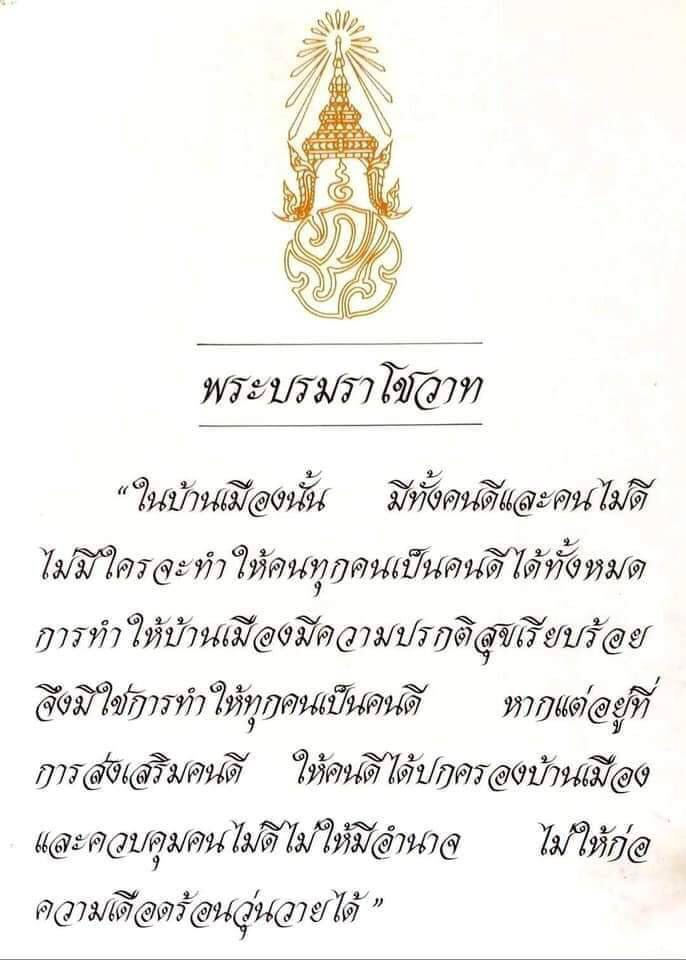 พระบรมราโชวาท
“ในบ้านเมืองนั้น มีทั้งคนดีและคนไม่ดี
ไม่มีใครจะทำให้คนทุกคนเป็นคนดีได้ทั้งหมด
การทำให้บ้านเมืองมีความปรกติสุขเรียบร้อย
จึงมิใช่การทำให้ทุกคนเป็นคนดี หากแต่อยู่ที่
การส่งเสริมคนดี ให้คนดีได้ปกครองบ้านเมือง
และควบคุมคนไม่ดีไม่ให้มีอำนาจ ไม่ให้ก่อ
ความเดือดร้อนวุ่นวายได้”